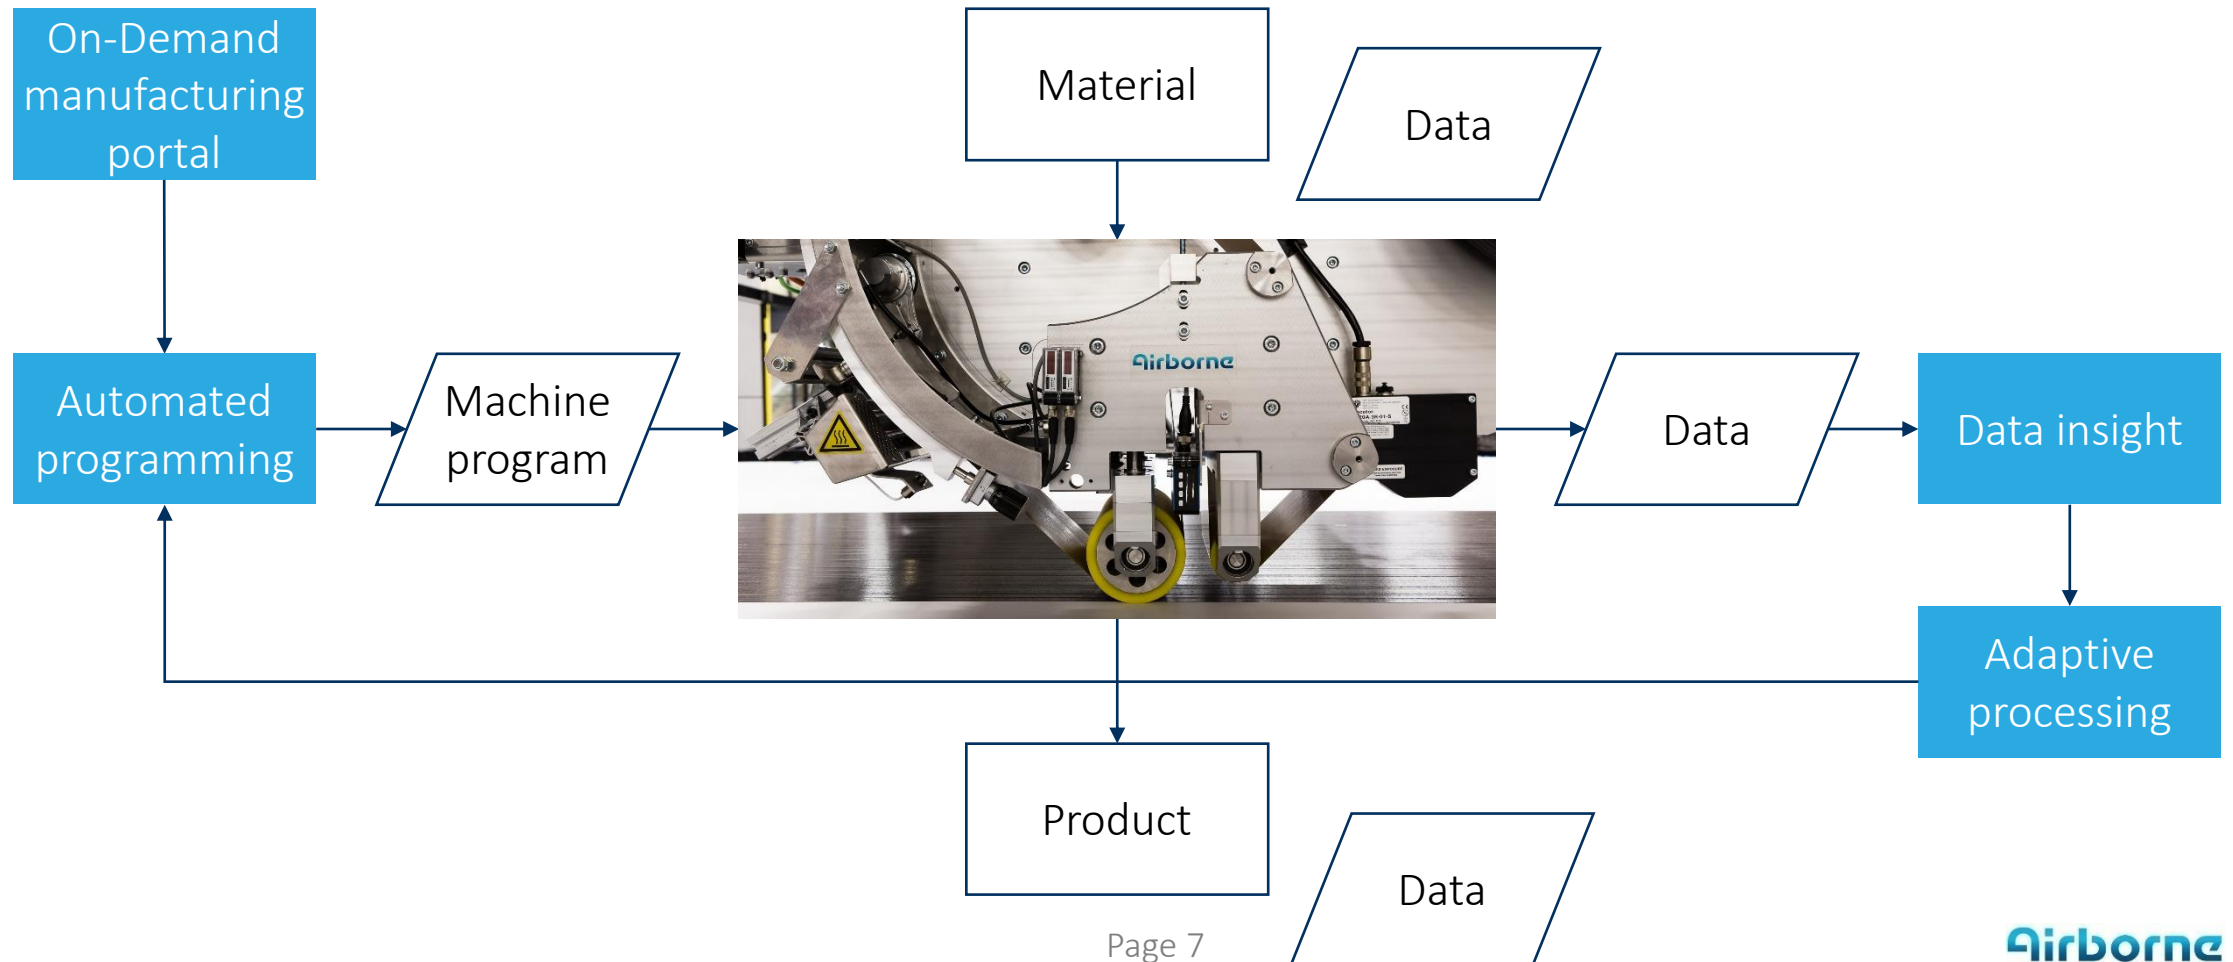 On-Demand
manufacturing
portal
Material
Data
Airborne
Automated
programming
Machine
program
Data
Data insight
Adaptive
processing
Product
Data
Page 7
Airborne